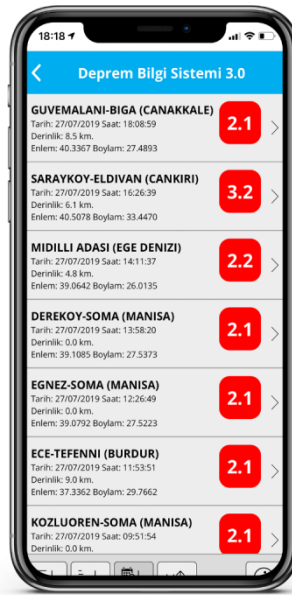 18:18
Deprem Bilgi Sistemi 3.0
GUVEMALANI-BIGA (CANAKKALE)
Tarih: 27/07/2019 Saat: 18:08:59
Derinlik: 8.5 km.
Enlem: 40.3367 Boylam: 27.4893
2.1
SARAYKOY-ELDIVAN (CANKIRI)
Tarih: 27/07/2019 Saat: 16:26:39
Derinlik: 6.1 km.
Enlem: 40.5078 Boylam: 33.4470
3.2
MIDILLI ADASI (EGE DENIZI)
Tarih: 27/07/2019 Saat: 14:11:37
Derinlik: 4.8 km.
Enlem: 39.0642 Boylam: 26.0135
2.2
DEREKOY-SOMA (MANISA)
Tarih: 27/07/2019 Saat: 13:58:20
Derinlik: 0.0 km.
Enlem: 39.1085 Boylam: 27.5373
2.1
EGNEZ-SOMA (MANISA)
Tarih: 27/07/2019 Saat: 12:26:49
Derinlik: 0.0 km.
Enlem: 39.0792 Boylam: 27.5223
2.1
ECE-TEFENNI (BURDUR)
Tarih: 27/07/2019 Saat: 11:53:51
Derinlik: 9.0 km.
Enlem: 37.3362 Boylam: 29.7662
2.1
KOZLUOREN-SOMA (MANISA)
Tarih: 27/07/2019 Saat: 09:51:54
Derinlik: 0.0 km.
2.1